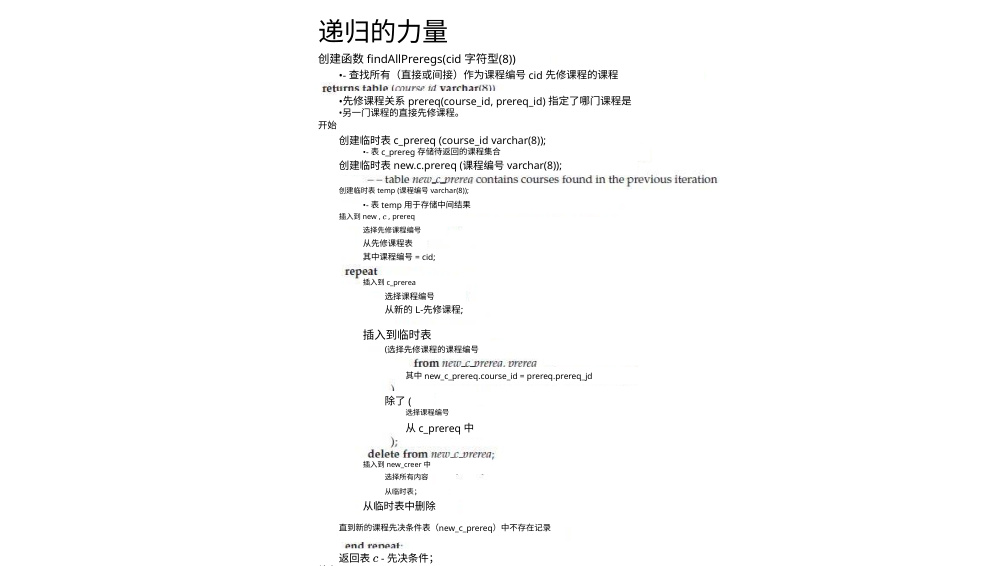 递归的力量
创建函数 findAllPreregs(cid 字符型(8))
•- 查找所有（直接或间接）作为课程编号 cid 先修课程的课程
returns table (course_id varchar(8))
•先修课程关系 prereq(course_id, prereq_id) 指定了哪门课程是
•另一门课程的直接先修课程。
开始
创建临时表 c_prereq (course_id varchar(8));
•- 表 c_prereg 存储待返回的课程集合
创建临时表 new.c.prereq (课程编号 varchar(8));
−− table new_c_prereq contains courses found in the previous iteration
创建临时表 temp (课程编号 varchar(8));
•- 表 temp 用于存储中间结果
插入到 new , c , prereq
选择先修课程编号
从先修课程表
其中课程编号 = cid;
repeat
插入到 c_prerea
选择课程编号
从新的 L-先修课程;
插入到临时表
(选择先修课程的课程编号
from new_c_prereq, prereq
其中 new_c_prereq.course_id = prereq.prereq_jd
)
除了 (
选择课程编号
从 c_prereq 中
);
delete from new_c_prereq;
插入到 new_creer 中
选择所有内容
从临时表；
从临时表中删除
直到新的课程先决条件表（new_c_prereq）中不存在记录
end repeat;
返回表 c - 先决条件；